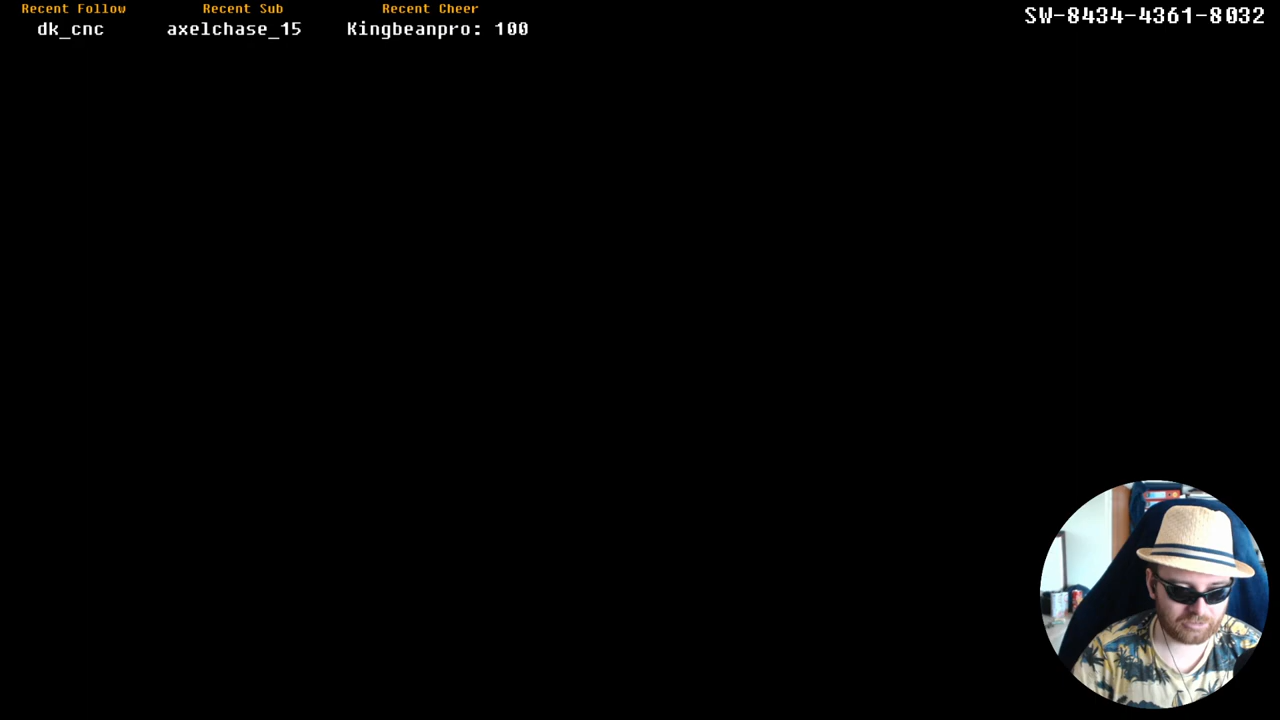 Recent Follow Recent Sub Recent Cheer
dk_cnc axelchase_15 Kingbeanpro: 100
SW-8434-4361-8032